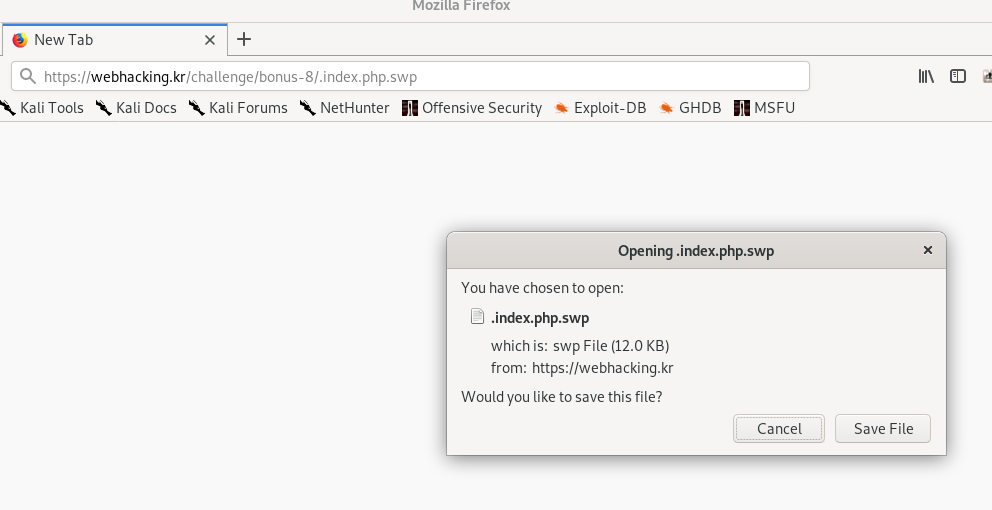 Mozilla Firefox
New Tab
https://webhacking.kr/challenge/bonus-8/.index.php.swp
Kali Tools Kali Docs Kali Forums NetHunter Offensive Security Exploit-DB GHDB MSFU
Opening .index.php.swp
You have chosen to open:
.index.php.swp
which is: swp File (12.0 KB)
from: https://webhacking.kr
Would you like to save this file?
Cancel Save File